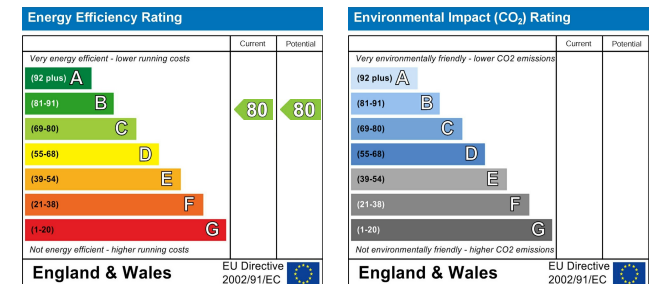 Energy Efficiency Rating
Current Potential
Very energy efficient - lower running costs
(92 plus) A
(81-91) B
80 80
(69-80) C
(55-68) D
(39-54) E
(21-38) F
(1-20) G
Not energy efficient - higher running costs
England & Wales
EU Directive
2002/91/EC
Environmental Impact (CO₂) Rating
Current Potential
Very environmentally friendly - lower CO2 emissions
(92 plus) A
(81-91) B
(69-80) C
(55-68) D
(39-54) E
(21-38) F
(1-20) G
Not environmentally friendly - higher CO2 emissions
England & Wales
EU Directive
2002/91/EC